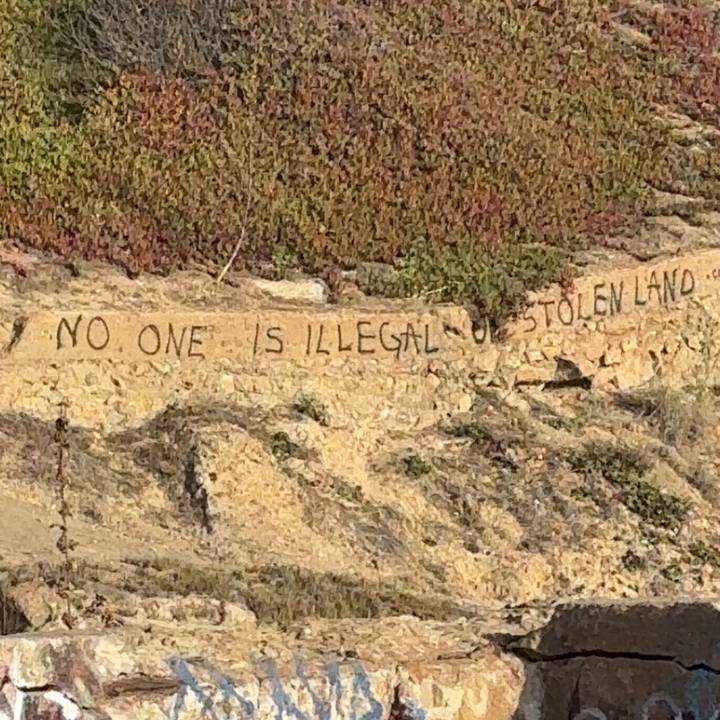 NO ONE IS ILLEGAL STOLEN LAND